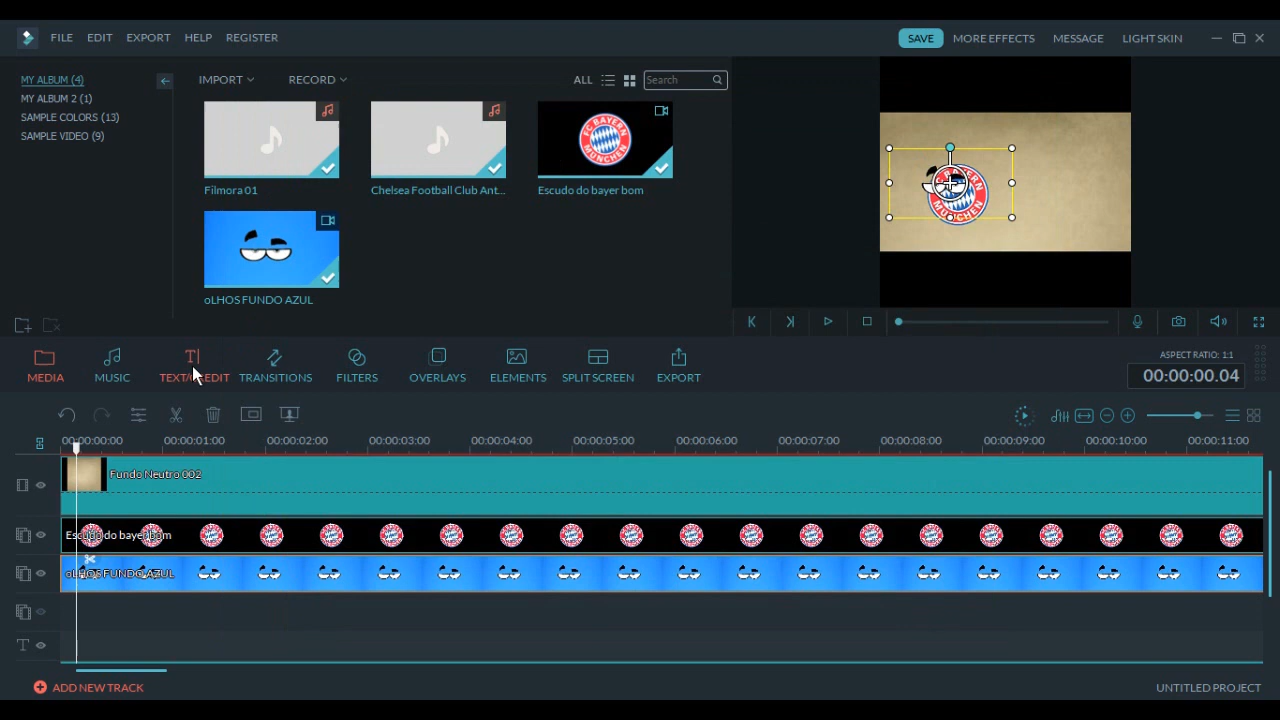 FILE EDIT EXPORT HELP REGISTER
SAVE MORE EFFECTS MESSAGE LIGHT SKIN
MY ALBUM (4)
MY ALBUM 2 (1)
SAMPLE COLORS (13)
SAMPLE VIDEO (9)
IMPORT RECORD ALL Search
FC BAYERN
MÜNCHEN
Filmora 01
Chelsea Football Club Ant...
Escudo do bayer bom
oLHOS FUNDO AZUL
MEDIA MUSIC TEXT/CREDIT TRANSITIONS FILTERS OVERLAYS ELEMENTS SPLIT SCREEN EXPORT
ASPECT RATIO: 1:1
00:00:00.04
00:00:00:00 00:00:01:00 00:00:02:00 00:00:03:00 00:00:04:00 00:00:05:00 00:00:06:00 00:00:07:00 00:00:08:00 00:00:09:00 00:00:10:00 00:00:11:00
Fundo Neutro 002
Escudo do bayer bom
oLHOS FUNDO AZUL
T
ADD NEW TRACK
UNTITLED PROJECT